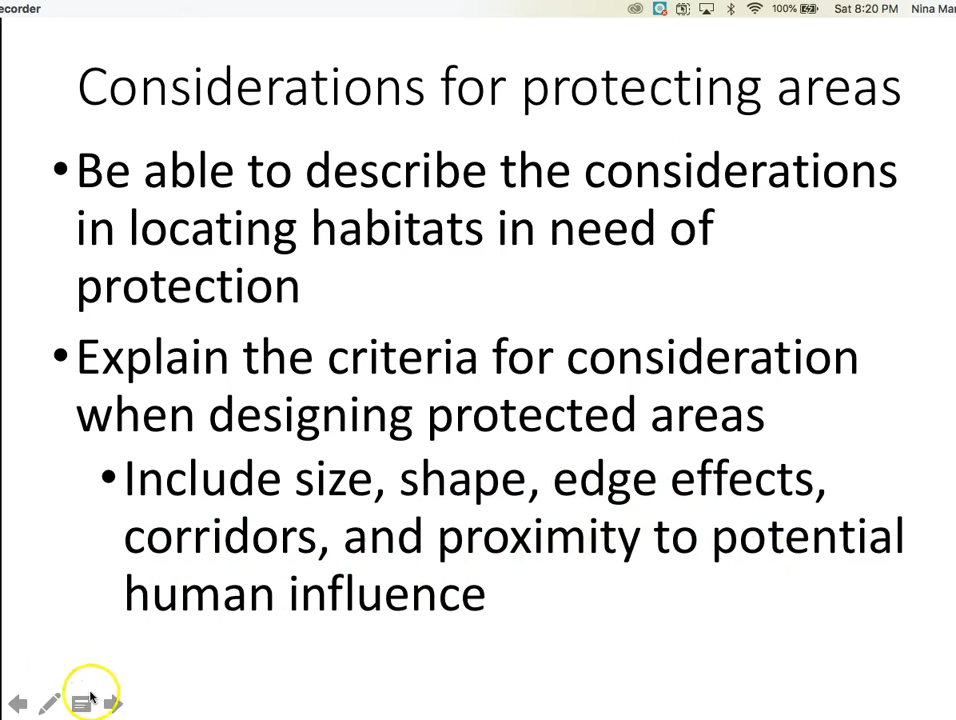 ecorder 100% Sat 8:20 PM Nina Mar
Considerations for protecting areas
•Be able to describe the considerations
in locating habitats in need of
protection
•Explain the criteria for consideration
when designing protected areas
•Include size, shape, edge effects,
corridors, and proximity to potential
human influence